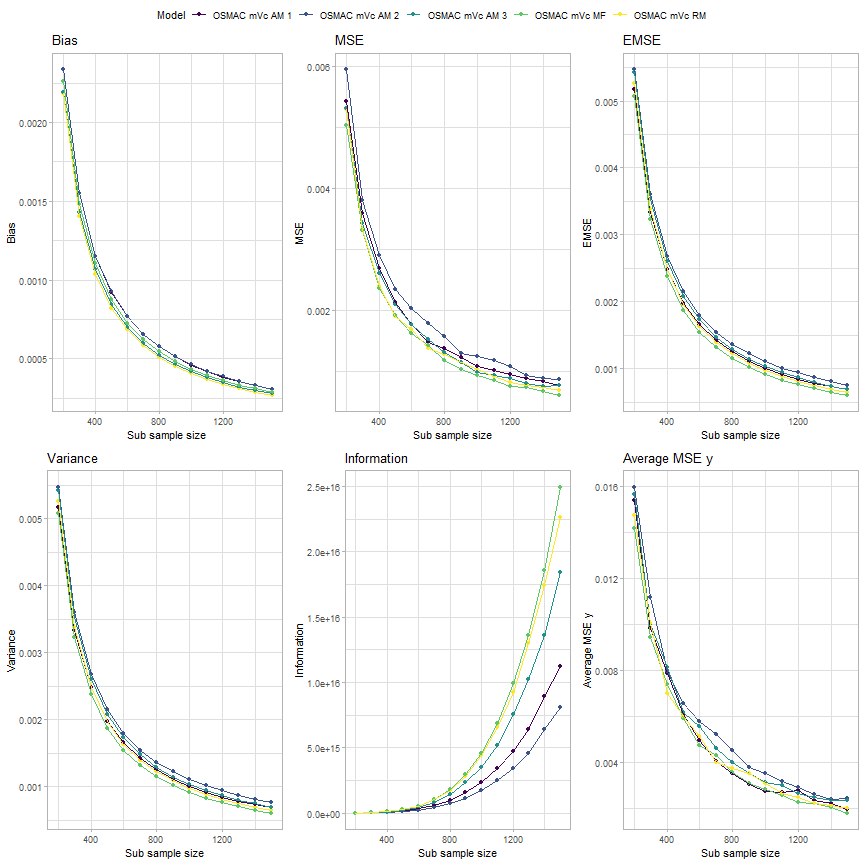 Model OSMAC mVc AM 1 OSMAC mVc AM 2 OSMAC mVc AM 3 OSMAC mVc MF OSMAC mVc RM
Bias
0.0020
0.0015
0.0010
0.0005
Bias
400 800 1200
Sub sample size
MSE
0.006
0.004
0.002
MSE
400 800 1200
Sub sample size
EMSE
0.005
0.004
0.003
0.002
0.001
EMSE
400 800 1200
Sub sample size
Variance
0.005
0.004
0.003
0.002
0.001
Variance
400 800 1200
Sub sample size
Information
2.5e+16
2.0e+16
1.5e+16
1.0e+16
5.0e+15
0.0e+00
Information
400 800 1200
Sub sample size
Average MSE y
0.016
0.012
0.008
0.004
Average MSE y
400 800 1200
Sub sample size